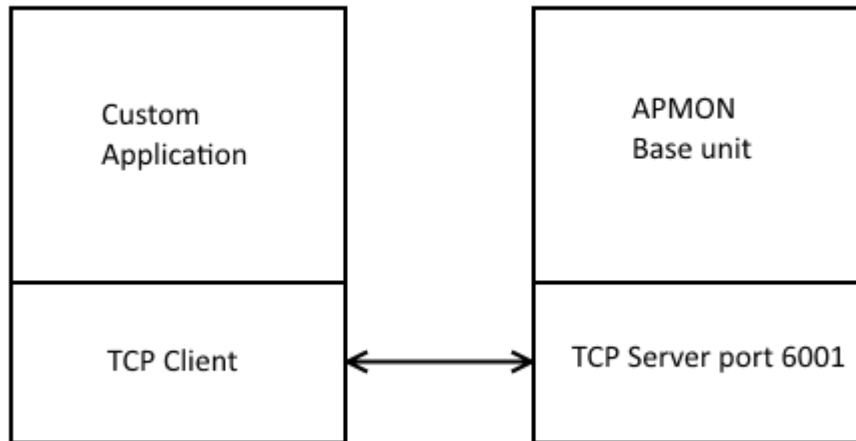 Custom
Application
APMON
Base unit
TCP Client
TCP Server port 6001